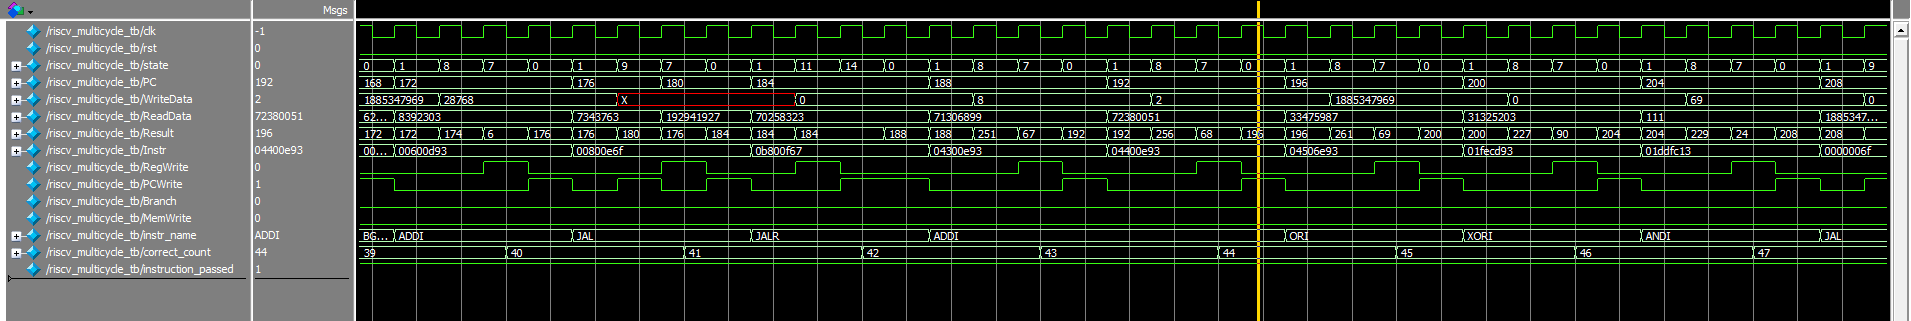 Msgs
/riscv_multicycle_tb/clk -1
/riscv_multicycle_tb/rst 0
/riscv_multicycle_tb/state 0 0 1 8 7 0 1 9 7 0 1 11 14 0 1 8 7 0 1 8 7 0 1 8 7 0 1 8 7 0 1 8 7 0 1 9
/riscv_multicycle_tb/PC 192 168 172 176 180 184 188 192 196 200 204 208
/riscv_multicycle_tb/WriteData 2 1885347969 28768 X 0 8 2 1885347969 0 69 0
/riscv_multicycle_tb/ReadData 72380051 62... 8392303 7343763 192941927 70258323 71306899 72380051 33475987 31325203 111 1885347...
/riscv_multicycle_tb/Result 196 172 172 174 6 176 176 180 176 184 184 184 188 188 251 67 192 192 256 68 196 196 261 69 200 200 227 90 204 204 229 24 208 208
/riscv_multicycle_tb/Instr 04400e93 00... 00600d93 00800e6f 0b800f67 04300e93 04400e93 04506e93 01fecd93 01ddfc13 0000006f
/riscv_multicycle_tb/RegWrite 0
/riscv_multicycle_tb/PCWrite 1
/riscv_multicycle_tb/Branch 0
/riscv_multicycle_tb/MemWrite 0
/riscv_multicycle_tb/instr_name ADDI BG... ADDI JAL JALR ADDI ORI XORI ANDI JAL
/riscv_multicycle_tb/correct_count 44 39 40 41 42 43 44 45 46 47
/riscv_multicycle_tb/instruction_passed 1